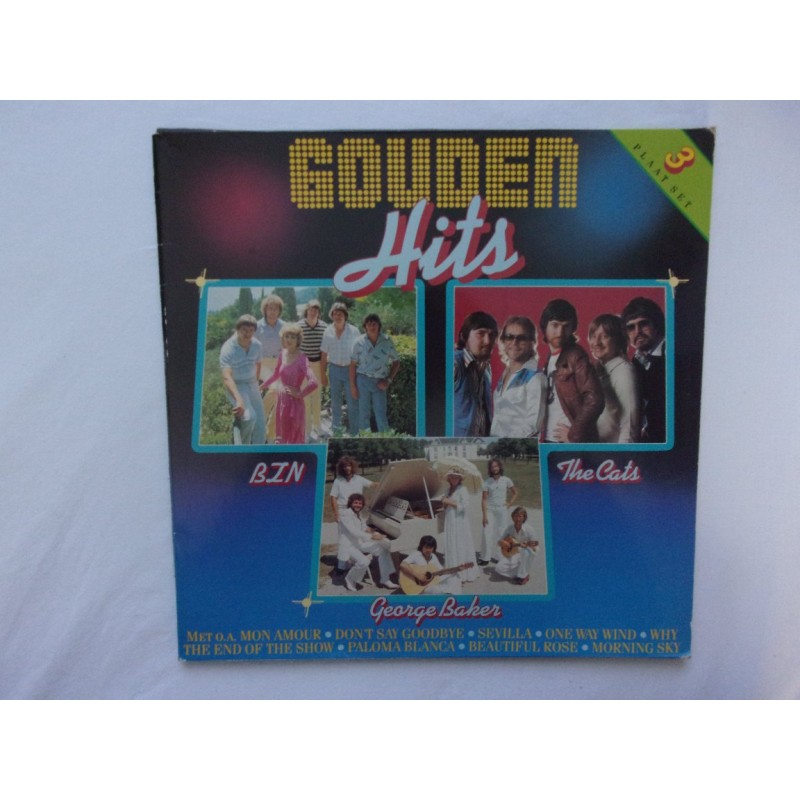 GOUDEN
Hits
3
PLAAT SET
BZN
The Cats
George Baker
MET O.A. MON AMOUR • DON'T SAY GOODBYE • SEVILLA • ONE WAY WIND • WHY
THE END OF THE SHOW • PALOMA BLANCA • BEAUTIFUL ROSE • MORNING SKY